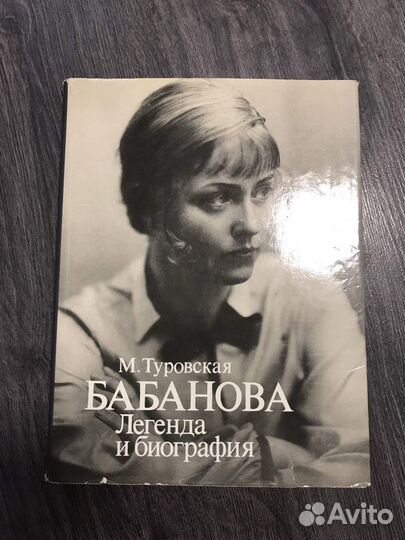 М. Туровская
БАБАНОВА
Легенда
и биография
Avito